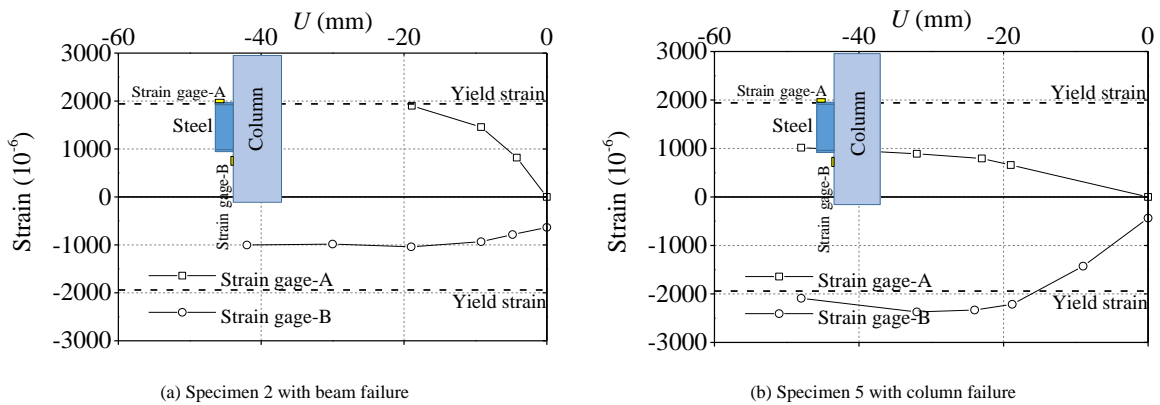 U (mm)
-60 -40 -20 0
3000
2000
1000
0
-1000
-2000
-3000
Strain (10⁻⁶)
Strain gage-A
Steel
Column
Strain gage-B
Yield strain
Strain gage-A
Yield strain
Strain gage-B
(a) Specimen 2 with beam failure
U (mm)
-60 -40 -20 0
3000
2000
1000
0
-1000
-2000
-3000
Strain (10⁻⁶)
Strain gage-A
Steel
Column
Strain gage-B
Yield strain
Strain gage-A
Yield strain
Strain gage-B
(b) Specimen 5 with column failure